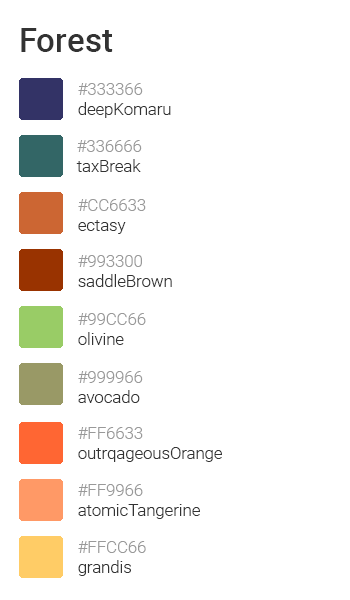 Forest
#333366
deepKomaru
#336666
taxBreak
#CC6633
ectasy
#993300
saddleBrown
#99CC66
olivine
#999966
avocado
#FF6633
outrqageousOrange
#FF9966
atomicTangerine
#FFCC66
grandis